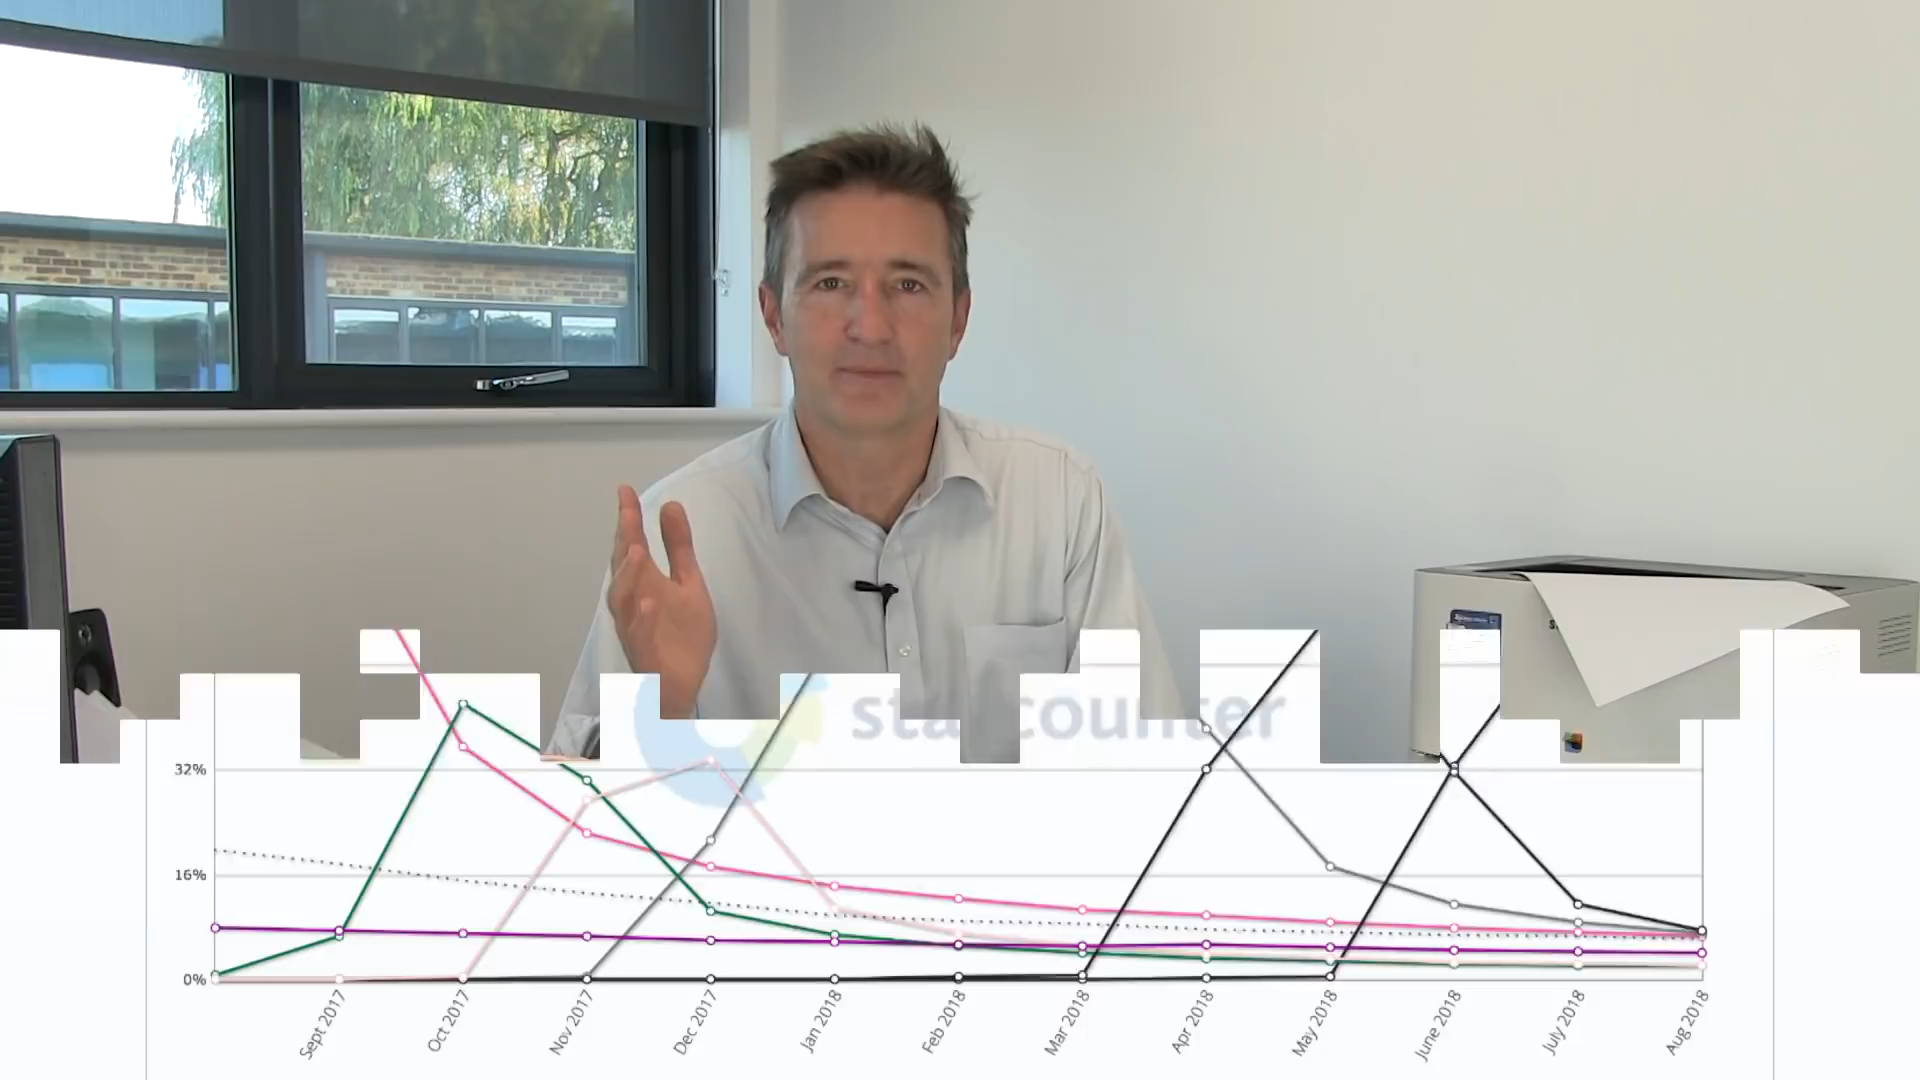 statcounter
32%
16%
0%
Sept 2017
Oct 2017
Nov 2017
Dec 2017
Jan 2018
Feb 2018
Mar 2018
Apr 2018
May 2018
June 2018
July 2018
Aug 2018